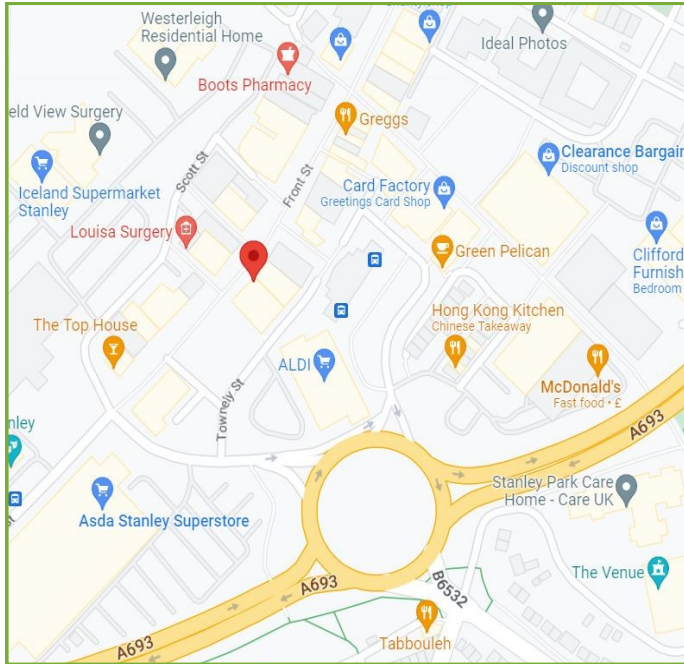 Westerleigh
Residential Home
Ideal Photos
Boots Pharmacy
eld View Surgery
Greggs
Clearance Bargain
Discount shop
Scott St
Iceland Supermarket
Stanley
Front St
Card Factory
Greetings Card Shop
Louisa Surgery
Green Pelican
Clifford
Furnish
Bedroom
Hong Kong Kitchen
Chinese Takeaway
The Top House
ALDI
McDonald's
Fast food • £
Townely St
A693
nley
Stanley Park Care
Home - Care UK
Asda Stanley Superstore
The Venue
A693
B6532
A693
Tabbouleh